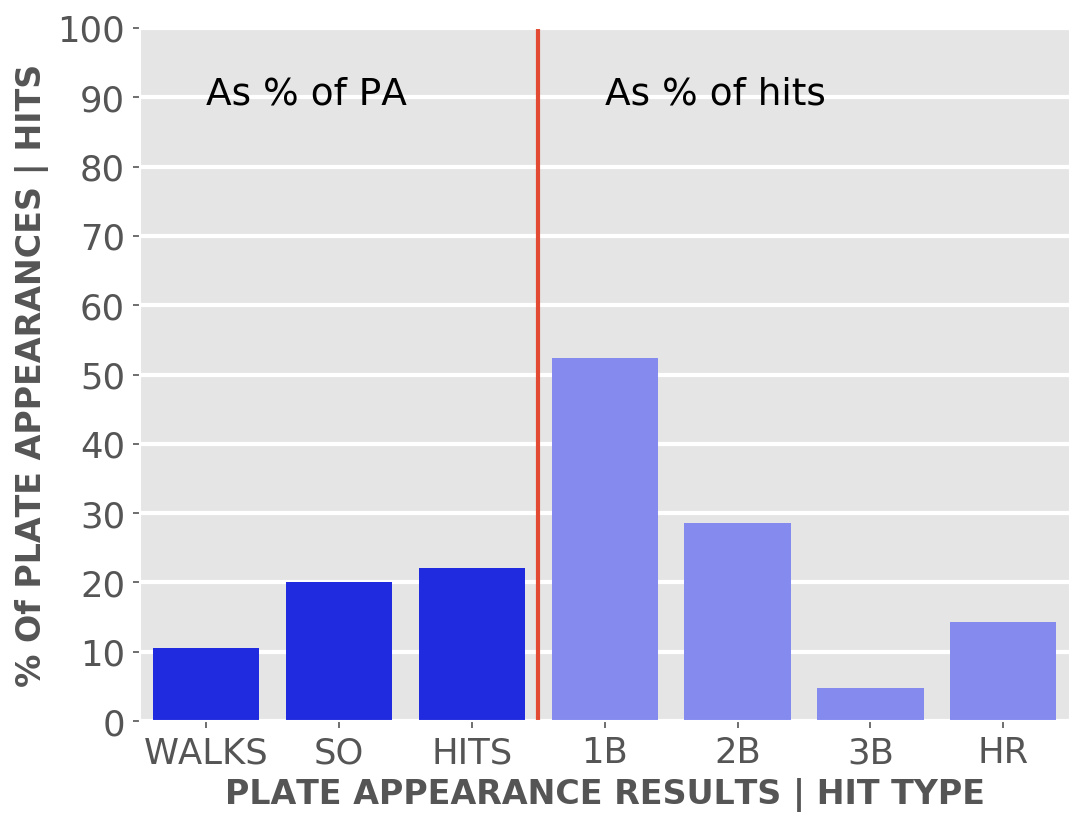 As % of PA
As % of hits
% Of PLATE APPEARANCES | HITS
100
90
80
70
60
50
40
30
20
10
0
WALKS SO HITS 1B 2B 3B HR
PLATE APPEARANCE RESULTS | HIT TYPE